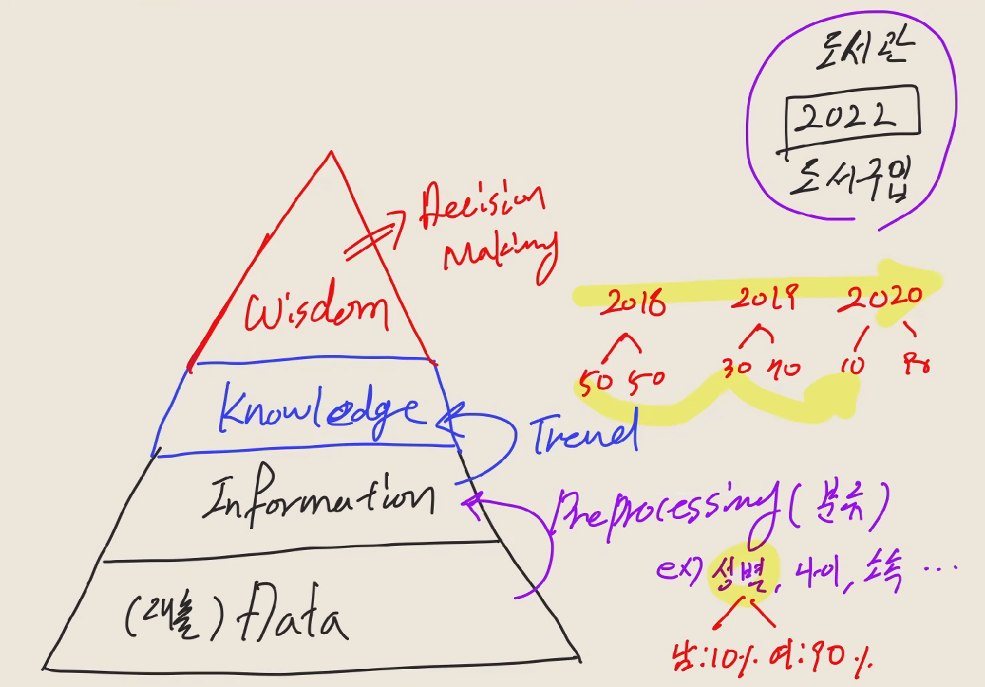 도서관
2022
도서구입
Decision
Making
Wisdom
2018 2019 2020
50 50 30 70 10 90
Knowledge
Trend
Information
Preprocessing (분류)
ex) 성별, 나이, 소속 ...
(대출) Data
남:10% 여:90%